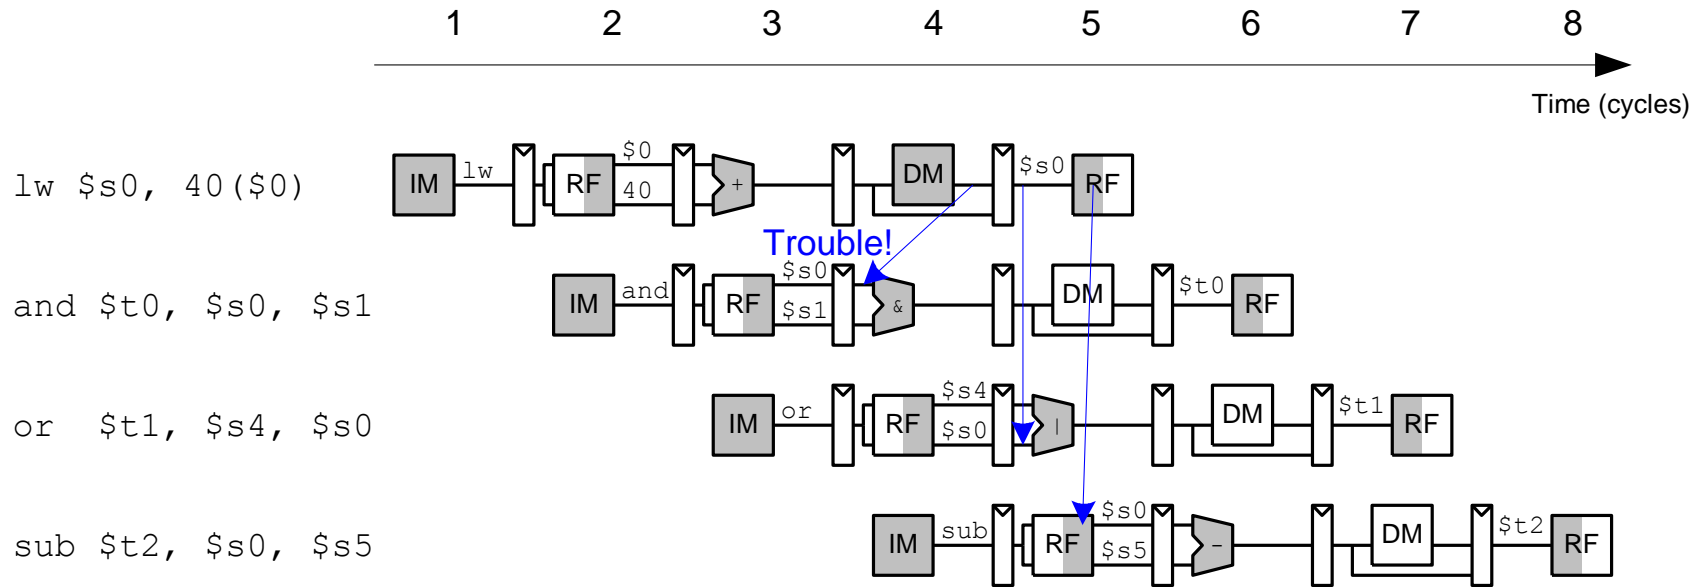 1 2 3 4 5 6 7 8
Time (cycles)
lw $s0, 40($0) IM lw RF $0 40 + DM $s0 RF
Trouble!
and $t0, $s0, $s1 IM and RF $s0 $s1 & DM $t0 RF
or $t1, $s4, $s0 IM or RF $s4 $s0 | DM $t1 RF
sub $t2, $s0, $s5 IM sub RF $s0 $s5 - DM $t2 RF